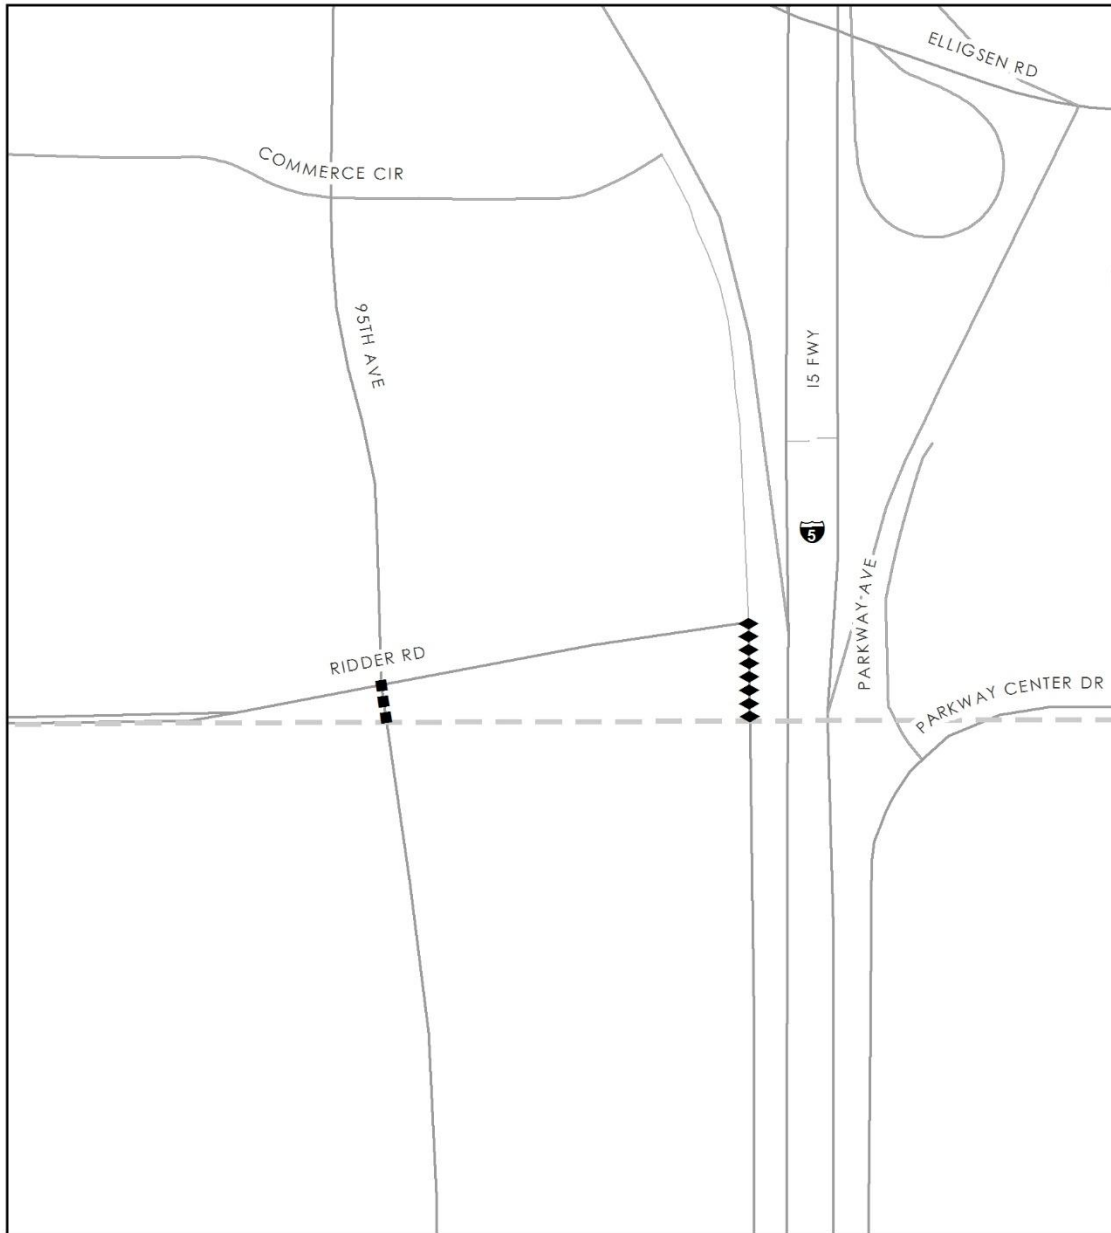 ELLIGSEN RD
COMMERCE CIR
95TH AVE
I5 FWY
5
PARKWAY AVE
RIDDER RD
PARKWAY CENTER DR